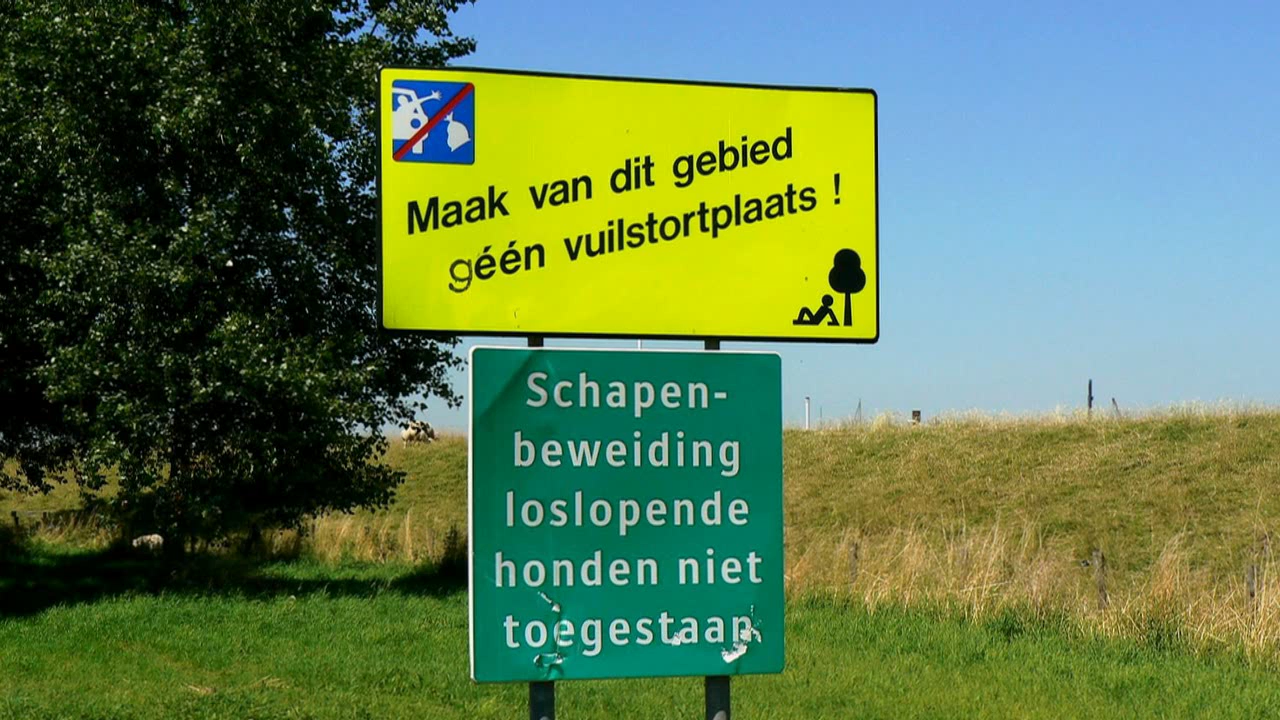 Maak van dit gebied
géén vuilstortplaats !
Schapen-
beweiding
loslopende
honden niet
toegestaan